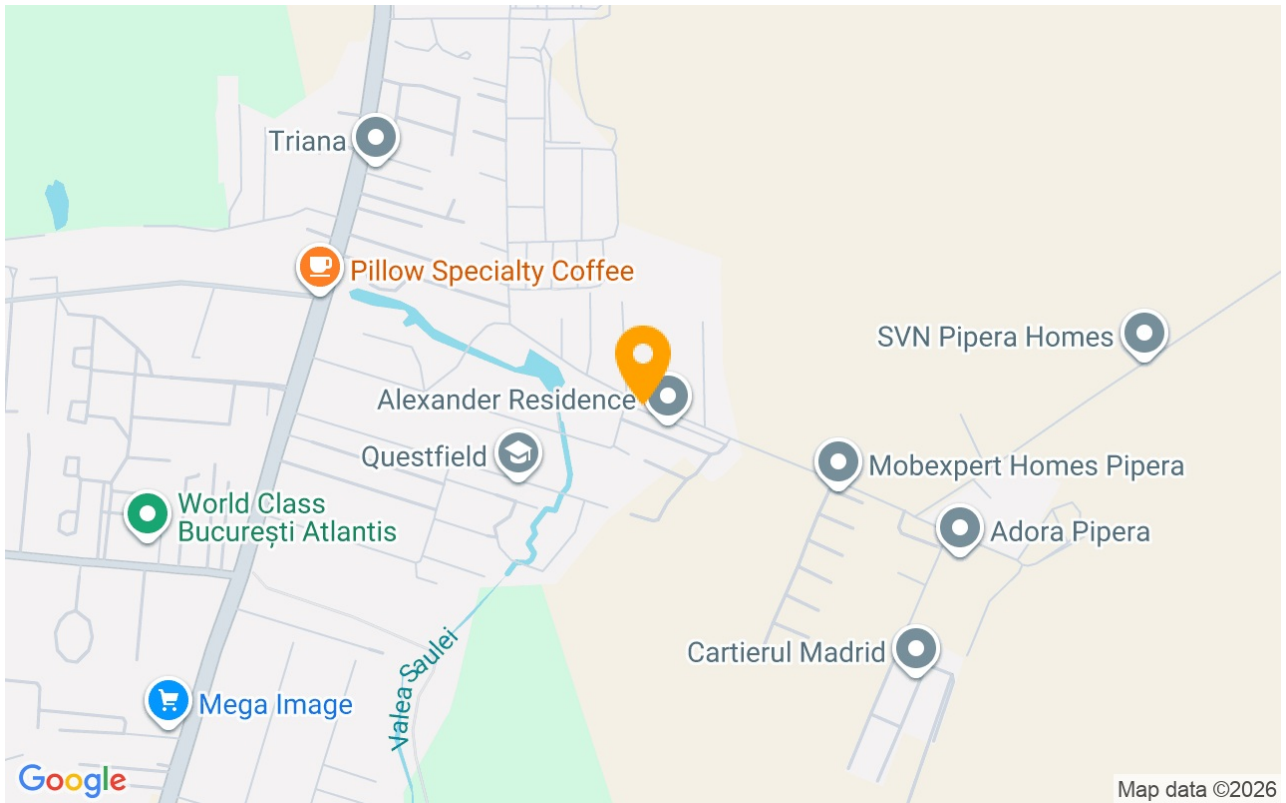 Triana
Pillow Specialty Coffee
SVN Pipera Homes
Alexander Residence
Questfield
Mobexpert Homes Pipera
World Class
București Atlantis
Adora Pipera
Cartierul Madrid
Valea Saulei
Mega Image
Google
Map data ©2026